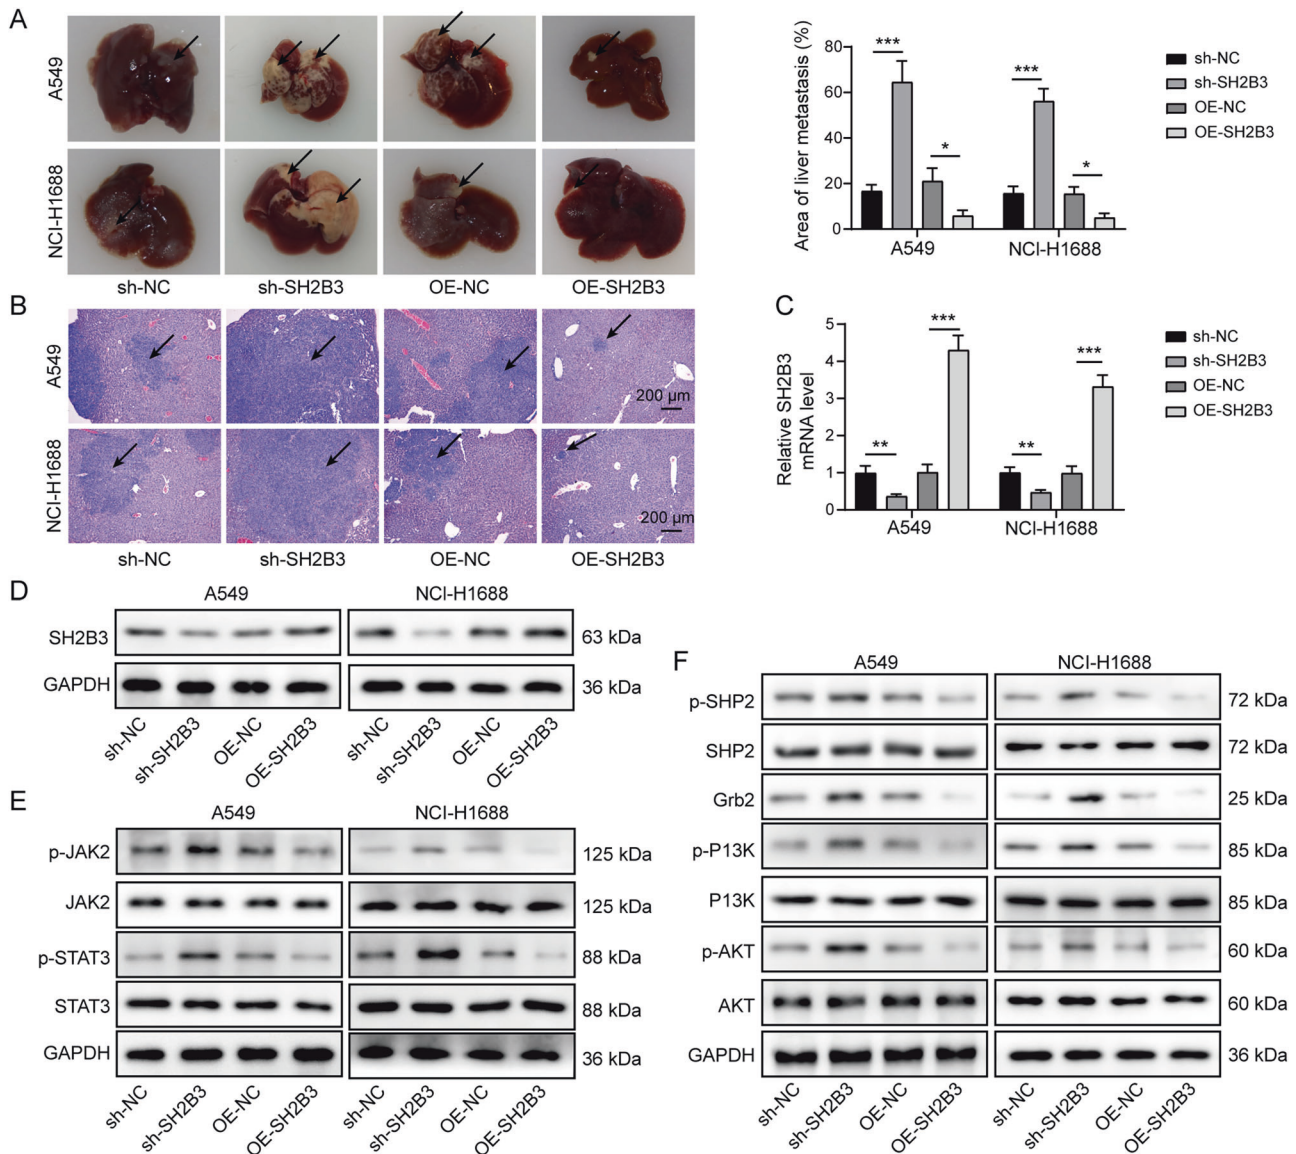 A
A549
NCI-H1688
sh-NC
sh-SH2B3
OE-NC
OE-SH2B3
Area of liver metastasis (%)
80
60
40
20
0
***
*
***
*
A549
NCI-H1688
sh-NC
sh-SH2B3
OE-NC
OE-SH2B3
B
A549
200 µm
NCI-H1688
200 µm
sh-NC
sh-SH2B3
OE-NC
OE-SH2B3
C
Relative SH2B3
mRNA level
5
4
3
2
1
0
**
***
**
***
A549
NCI-H1688
sh-NC
sh-SH2B3
OE-NC
OE-SH2B3
D
A549
NCI-H1688
SH2B3
63 kDa
GAPDH
36 kDa
sh-NC
sh-SH2B3
OE-NC
OE-SH2B3
sh-NC
sh-SH2B3
OE-NC
OE-SH2B3
E
A549
NCI-H1688
p-JAK2
125 kDa
JAK2
125 kDa
p-STAT3
88 kDa
STAT3
88 kDa
GAPDH
36 kDa
sh-NC
sh-SH2B3
OE-NC
OE-SH2B3
sh-NC
sh-SH2B3
OE-NC
OE-SH2B3
F
A549
NCI-H1688
p-SHP2
72 kDa
SHP2
72 kDa
Grb2
25 kDa
p-P13K
85 kDa
P13K
85 kDa
p-AKT
60 kDa
AKT
60 kDa
GAPDH
36 kDa
sh-NC
sh-SH2B3
OE-NC
OE-SH2B3
sh-NC
sh-SH2B3
OE-NC
OE-SH2B3